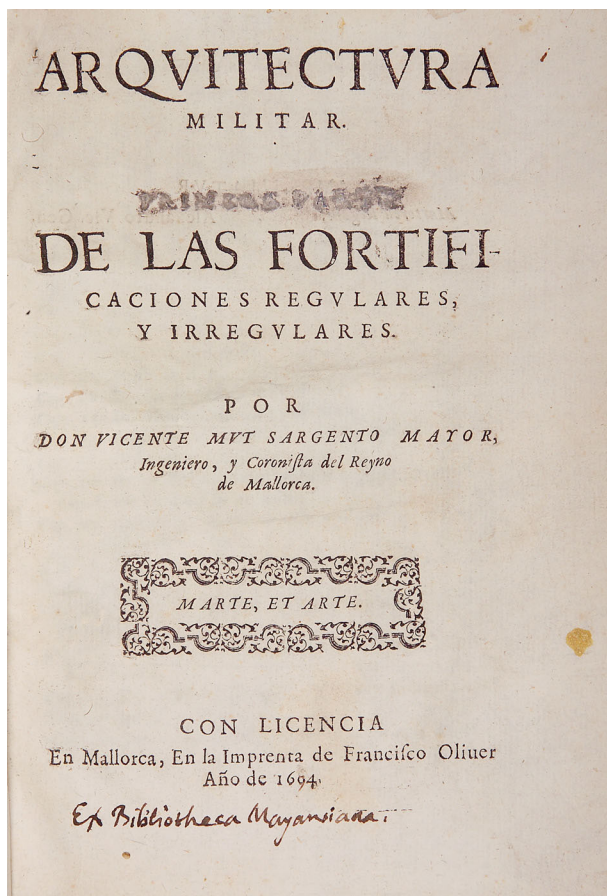 ARQVITECTVRA
MILITAR.
PRIMERA PARTE
DE LAS FORTIFI-
CACIONES REGVLARES,
Y IRREGVLARES.
POR
DON VICENTE MVT SARGENTO MAYOR,
Ingeniero, y Coroniſta del Reyno
de Mallorca.
MARTE, ET ARTE.
CON LICENCIA
En Mallorca, En la Imprenta de Franciſco Oliuer
Año de 1694.
Ex Bibliotheca Mayansiana.